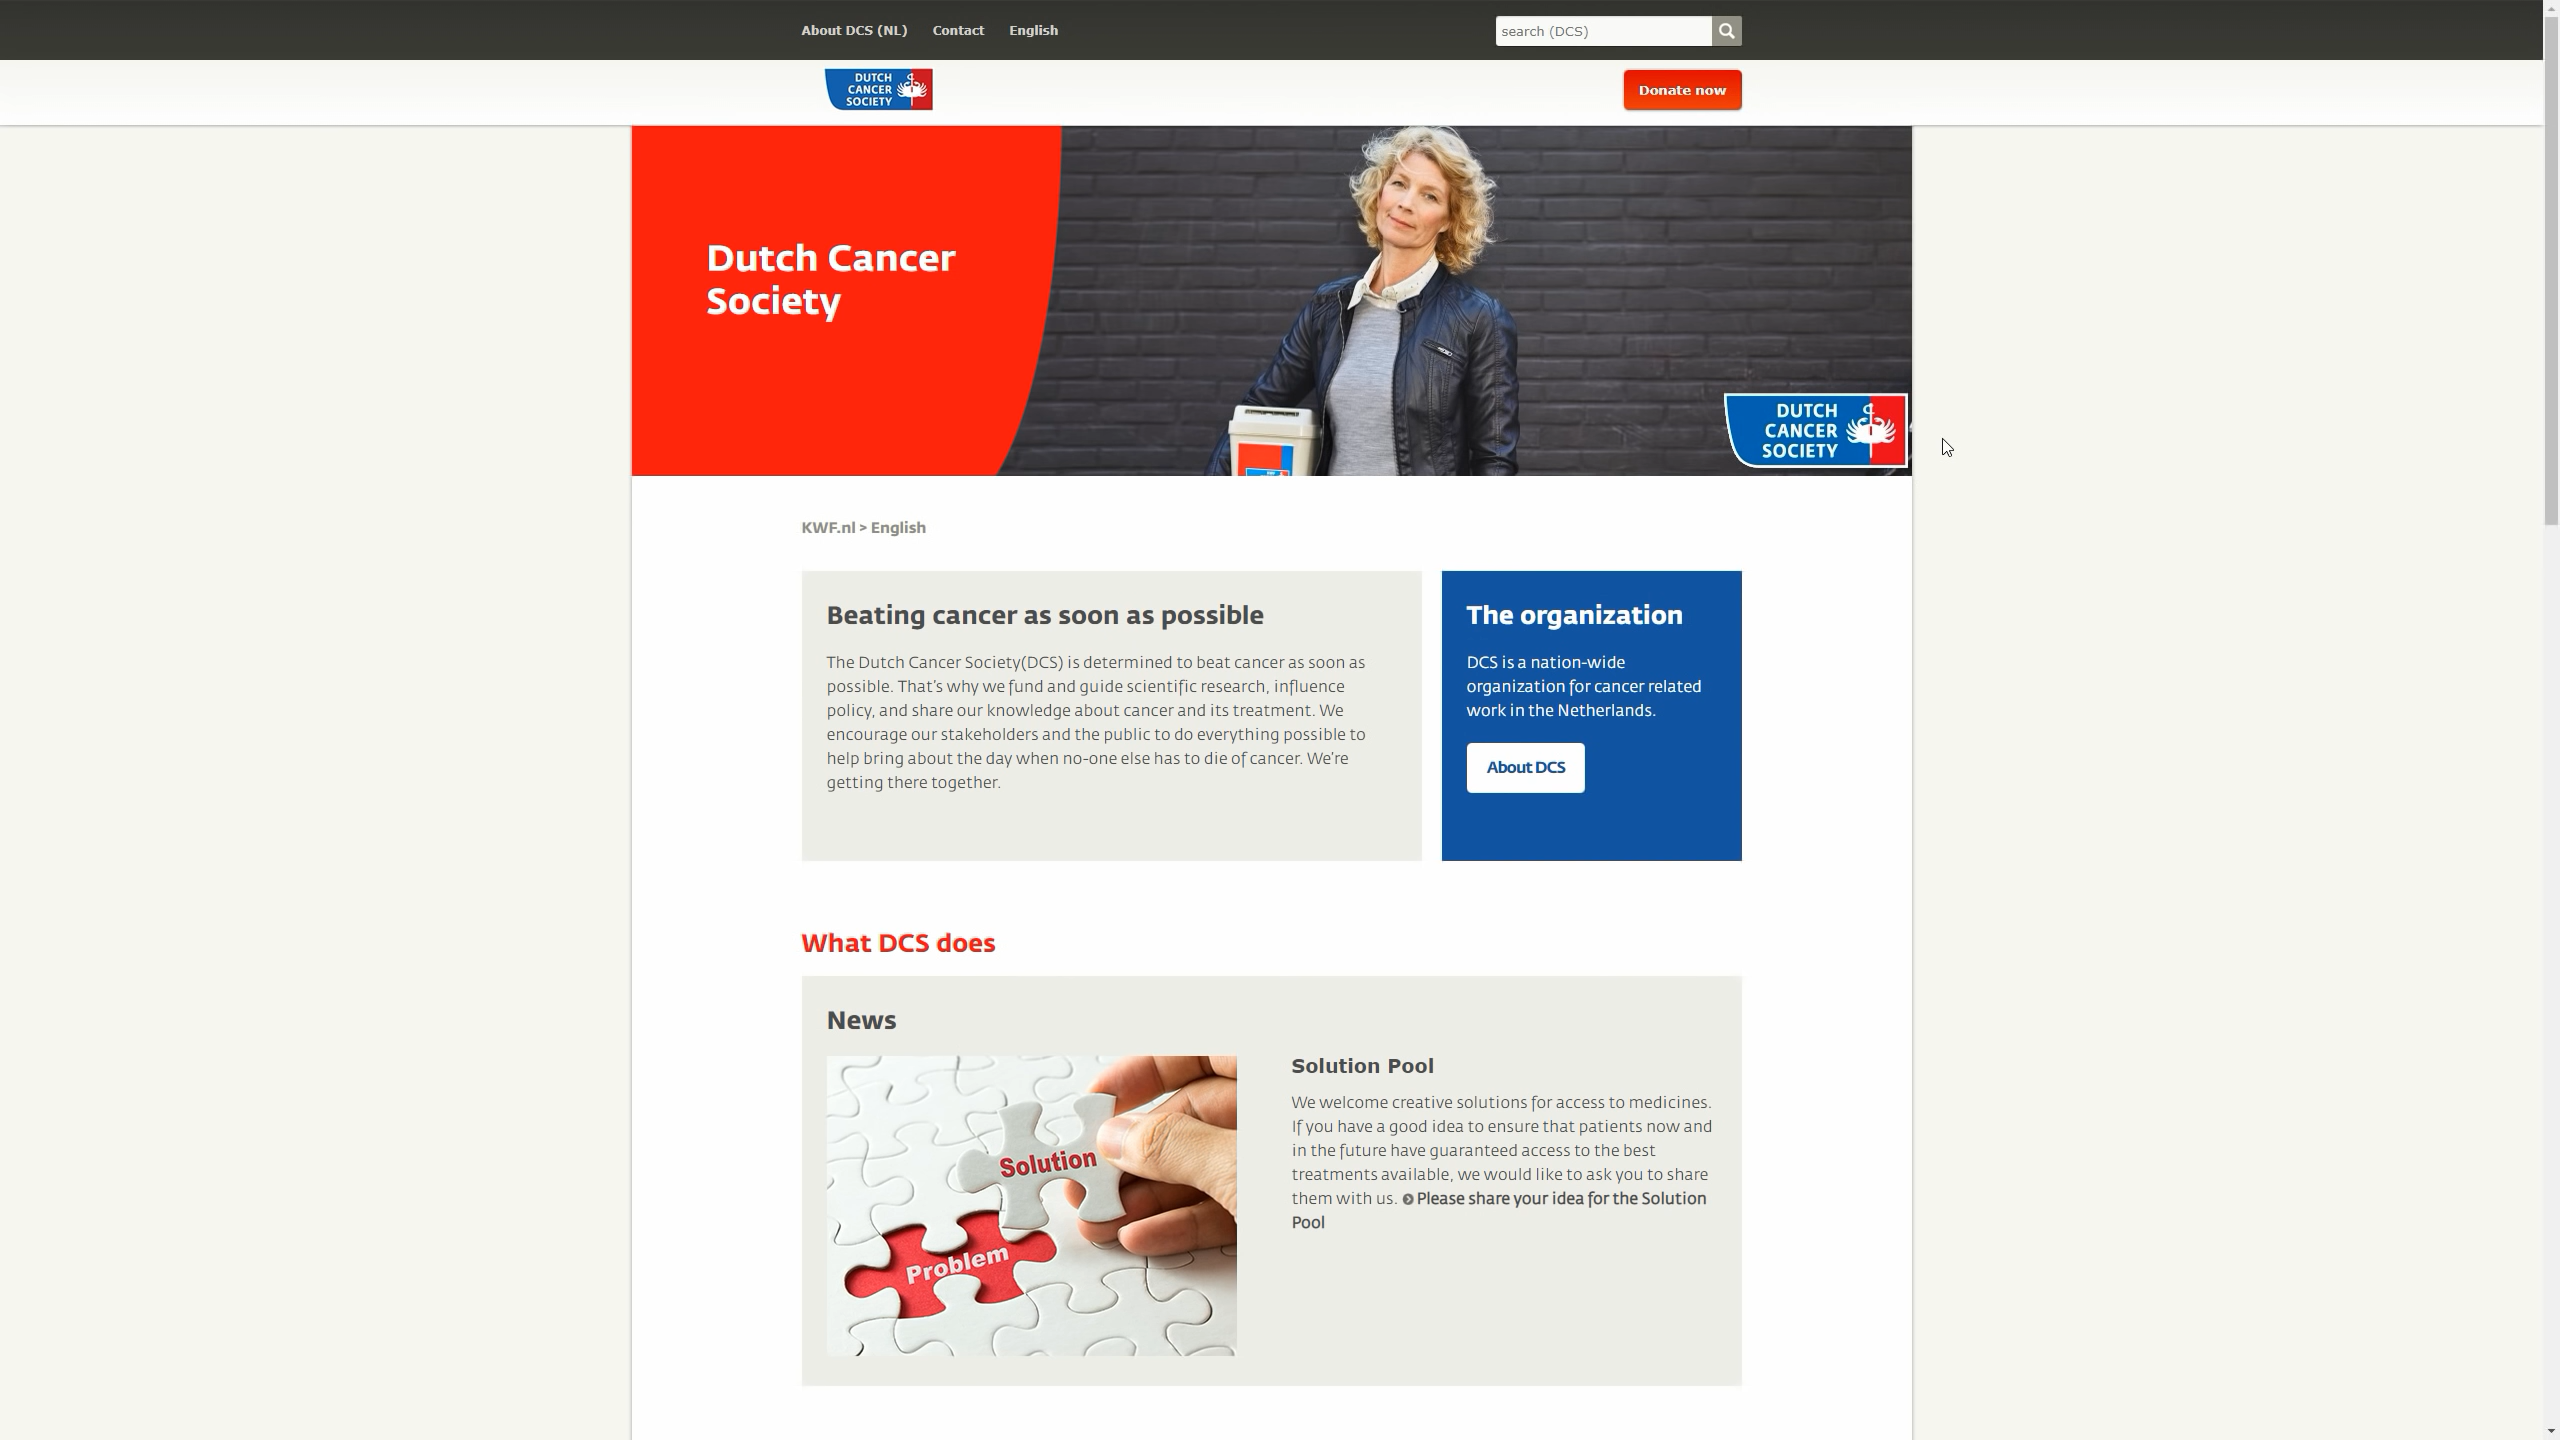 About DCS (NL) Contact English
search (DCS)
DUTCH
CANCER
SOCIETY
Donate now
Dutch Cancer
Society
DUTCH
CANCER
SOCIETY
KWF.nl > English
Beating cancer as soon as possible
The Dutch Cancer Society(DCS) is determined to beat cancer as soon as
possible. That's why we fund and guide scientific research, influence
policy, and share our knowledge about cancer and its treatment. We
encourage our stakeholders and the public to do everything possible to
help bring about the day when no-one else has to die of cancer. We're
getting there together.
The organization
DCS is a nation-wide
organization for cancer related
work in the Netherlands.
About DCS
What DCS does
News
Solution
Problem
Solution Pool
We welcome creative solutions for access to medicines.
If you have a good idea to ensure that patients now and
in the future have guaranteed access to the best
treatments available, we would like to ask you to share
them with us. Please share your idea for the Solution
Pool